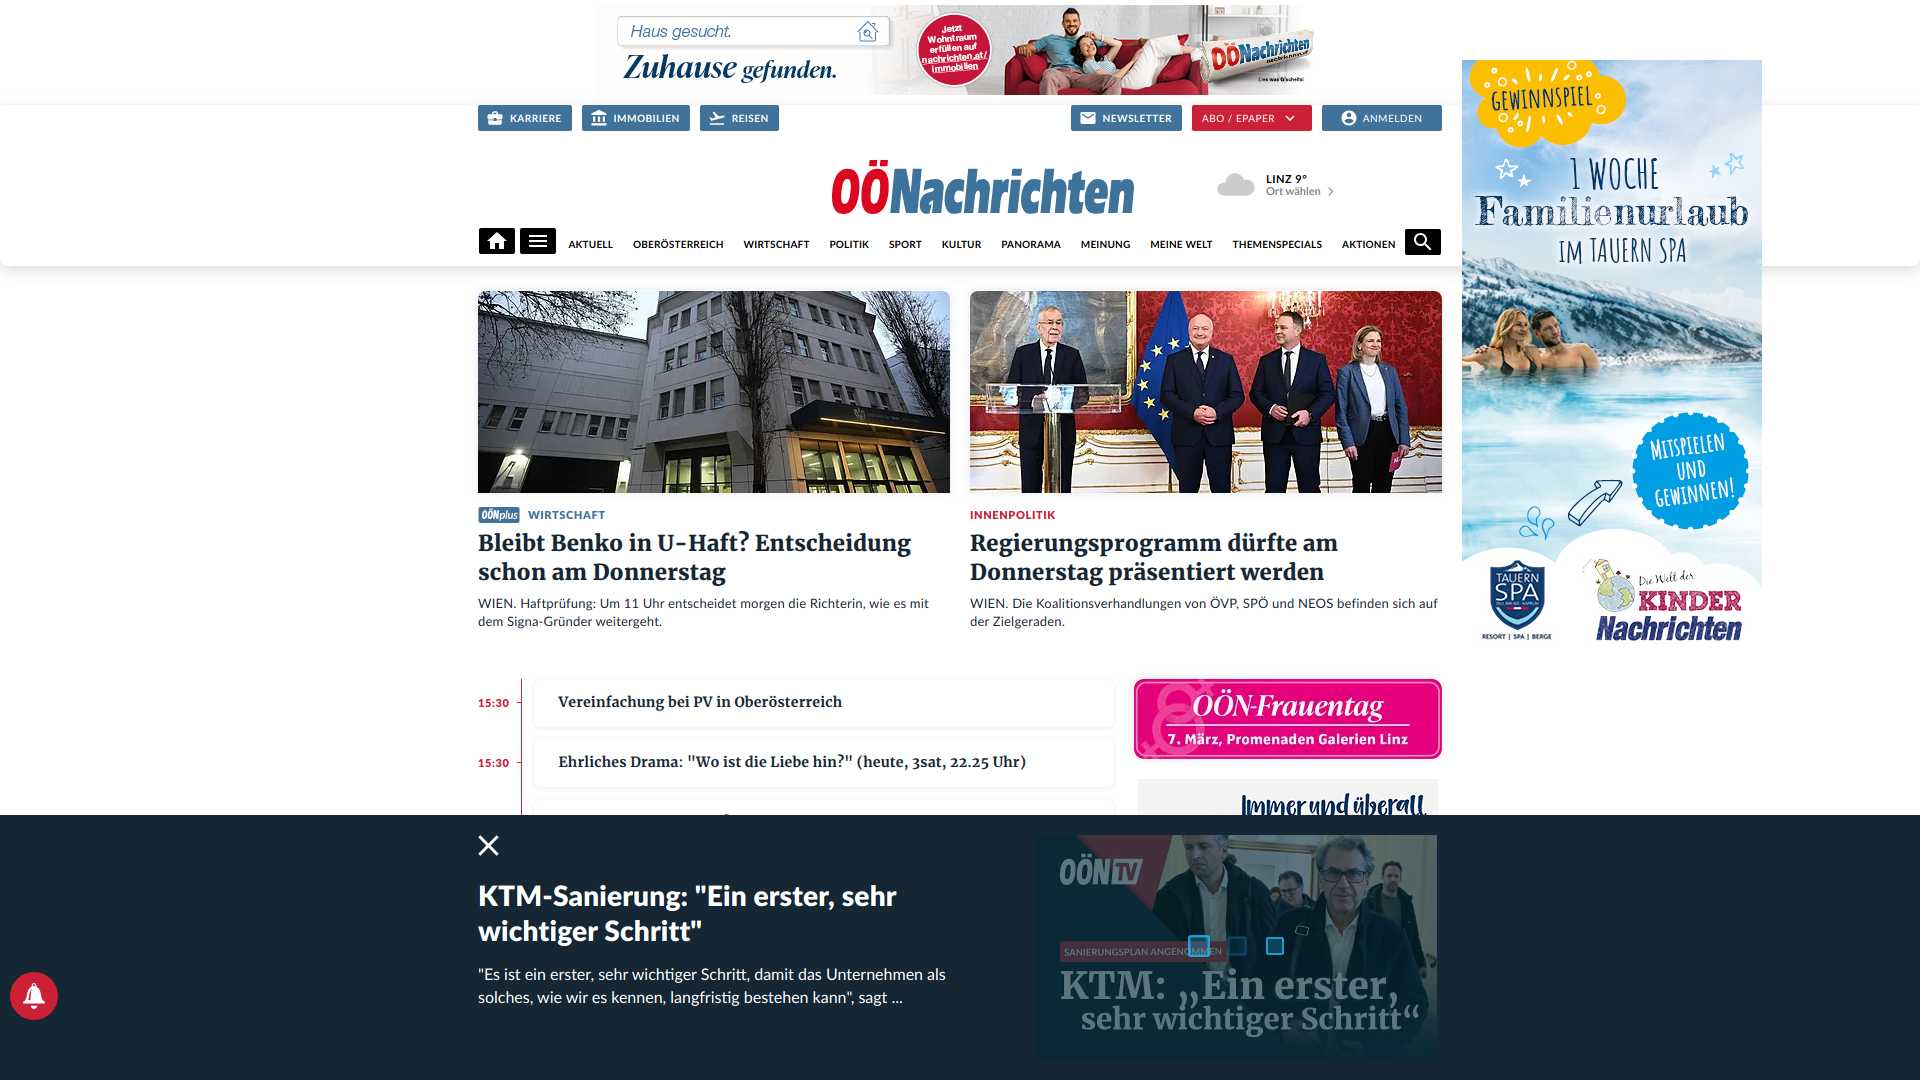 Haus gesucht.
Zuhause gefunden.
Jetzt
Wohntraum
erfüllen auf
nachrichten.at/
immobilien
OÖNachrichten
Lies was G'scheites!
KARRIERE
IMMOBILIEN
REISEN
NEWSLETTER
ABO / EPAPER
ANMELDEN
OÖNachrichten
LINZ 9°
Ort wählen
AKTUELL
OBERÖSTERREICH
WIRTSCHAFT
POLITIK
SPORT
KULTUR
PANORAMA
MEINUNG
MEINE WELT
THEMENSPECIALS
AKTIONEN
GEWINNSPIEL
1 WOCHE
Familienurlaub
IM TAUERN SPA
MITSPIELEN
UND
GEWINNEN!
TAUERN
SPA
RESORT | SPA | BERGE
Die Welt der
KINDER
Nachrichten
OÖNplus WIRTSCHAFT
Bleibt Benko in U-Haft? Entscheidung
schon am Donnerstag
WIEN. Haftprüfung: Um 11 Uhr entscheidet morgen die Richterin, wie es mit
dem Signa-Gründer weitergeht.
INNENPOLITIK
Regierungsprogramm dürfte am
Donnerstag präsentiert werden
WIEN. Die Koalitionsverhandlungen von ÖVP, SPÖ und NEOS befinden sich auf
der Zielgeraden.
15:30
Vereinfachung bei PV in Oberösterreich
15:30
Ehrliches Drama: "Wo ist die Liebe hin?" (heute, 3sat, 22.25 Uhr)
OÖN-Frauentag
7. März, Promenaden Galerien Linz
Immer und überall
KTM-Sanierung: "Ein erster, sehr
wichtiger Schritt"
"Es ist ein erster, sehr wichtiger Schritt, damit das Unternehmen als
solches, wie wir es kennen, langfristig bestehen kann", sagt ...
OÖN TV
SANIERUNGSPLAN ANGENOMMEN
KTM: „Ein erster,
sehr wichtiger Schritt“